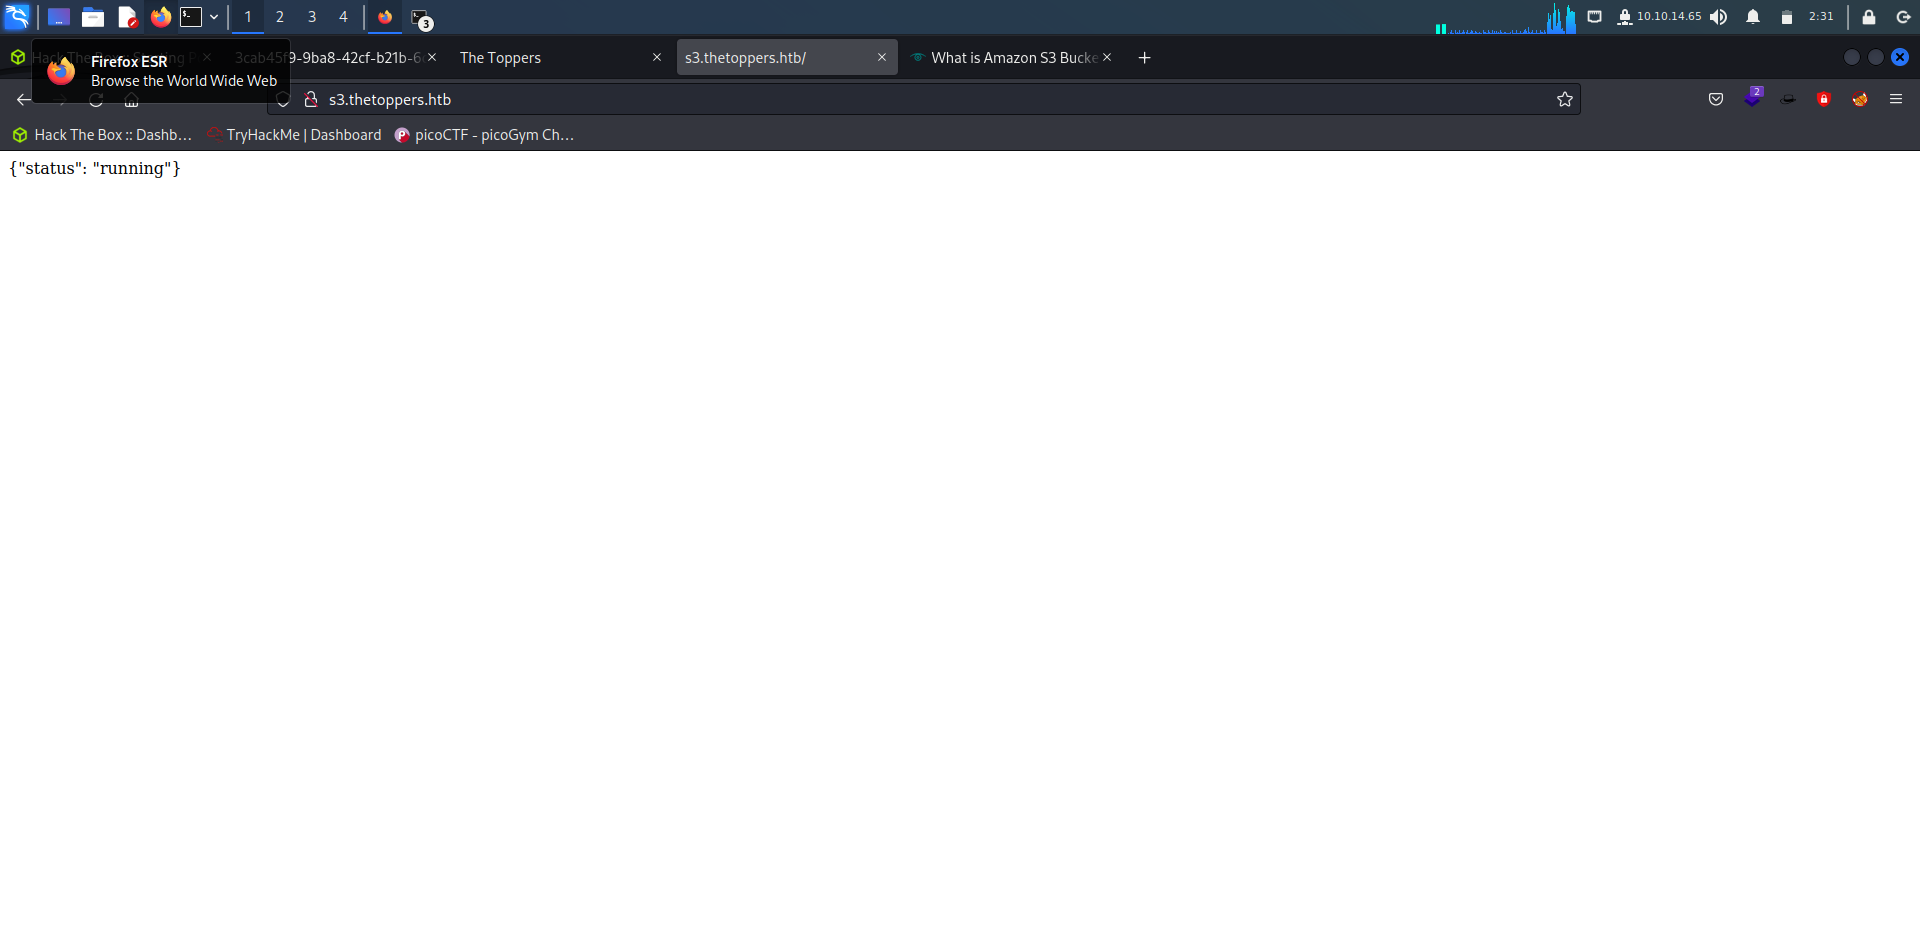 1 2 3 4 3 10.10.14.65 2:31
3cab45f9-9ba8-42cf-b21b-6 The Toppers s3.thetoppers.htb/ What is Amazon S3 Bucke
Firefox ESR
Browse the World Wide Web
s3.thetoppers.htb 2
Hack The Box :: Dashb... TryHackMe | Dashboard picoCTF - picoGym Ch...
{"status": "running"}